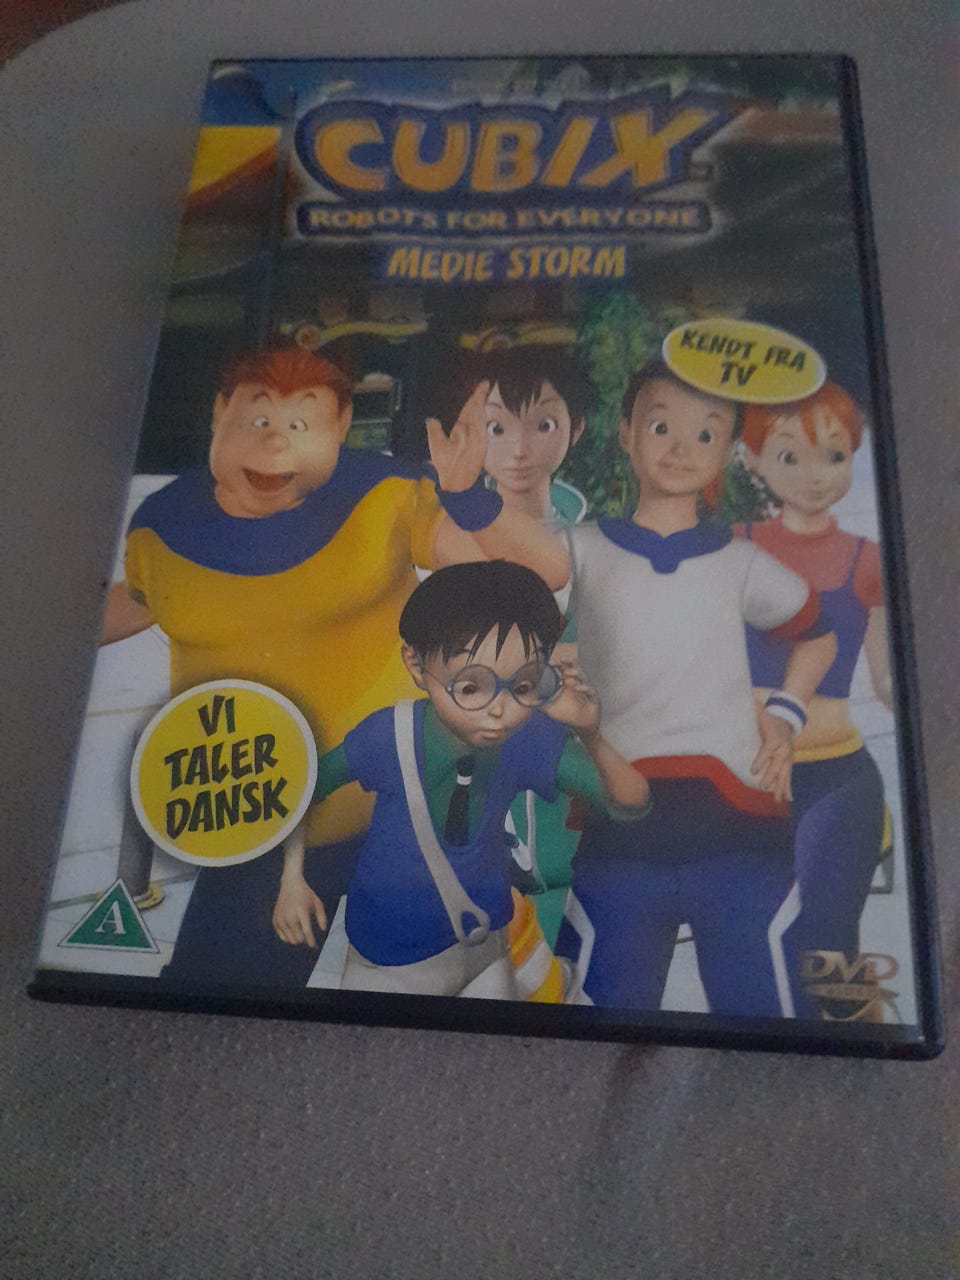 CUBIX
ROBOTS FOR EVERYONE
MEDIE STORM
KENDT FRA
TV
VI
TALER
DANSK
A
DVD